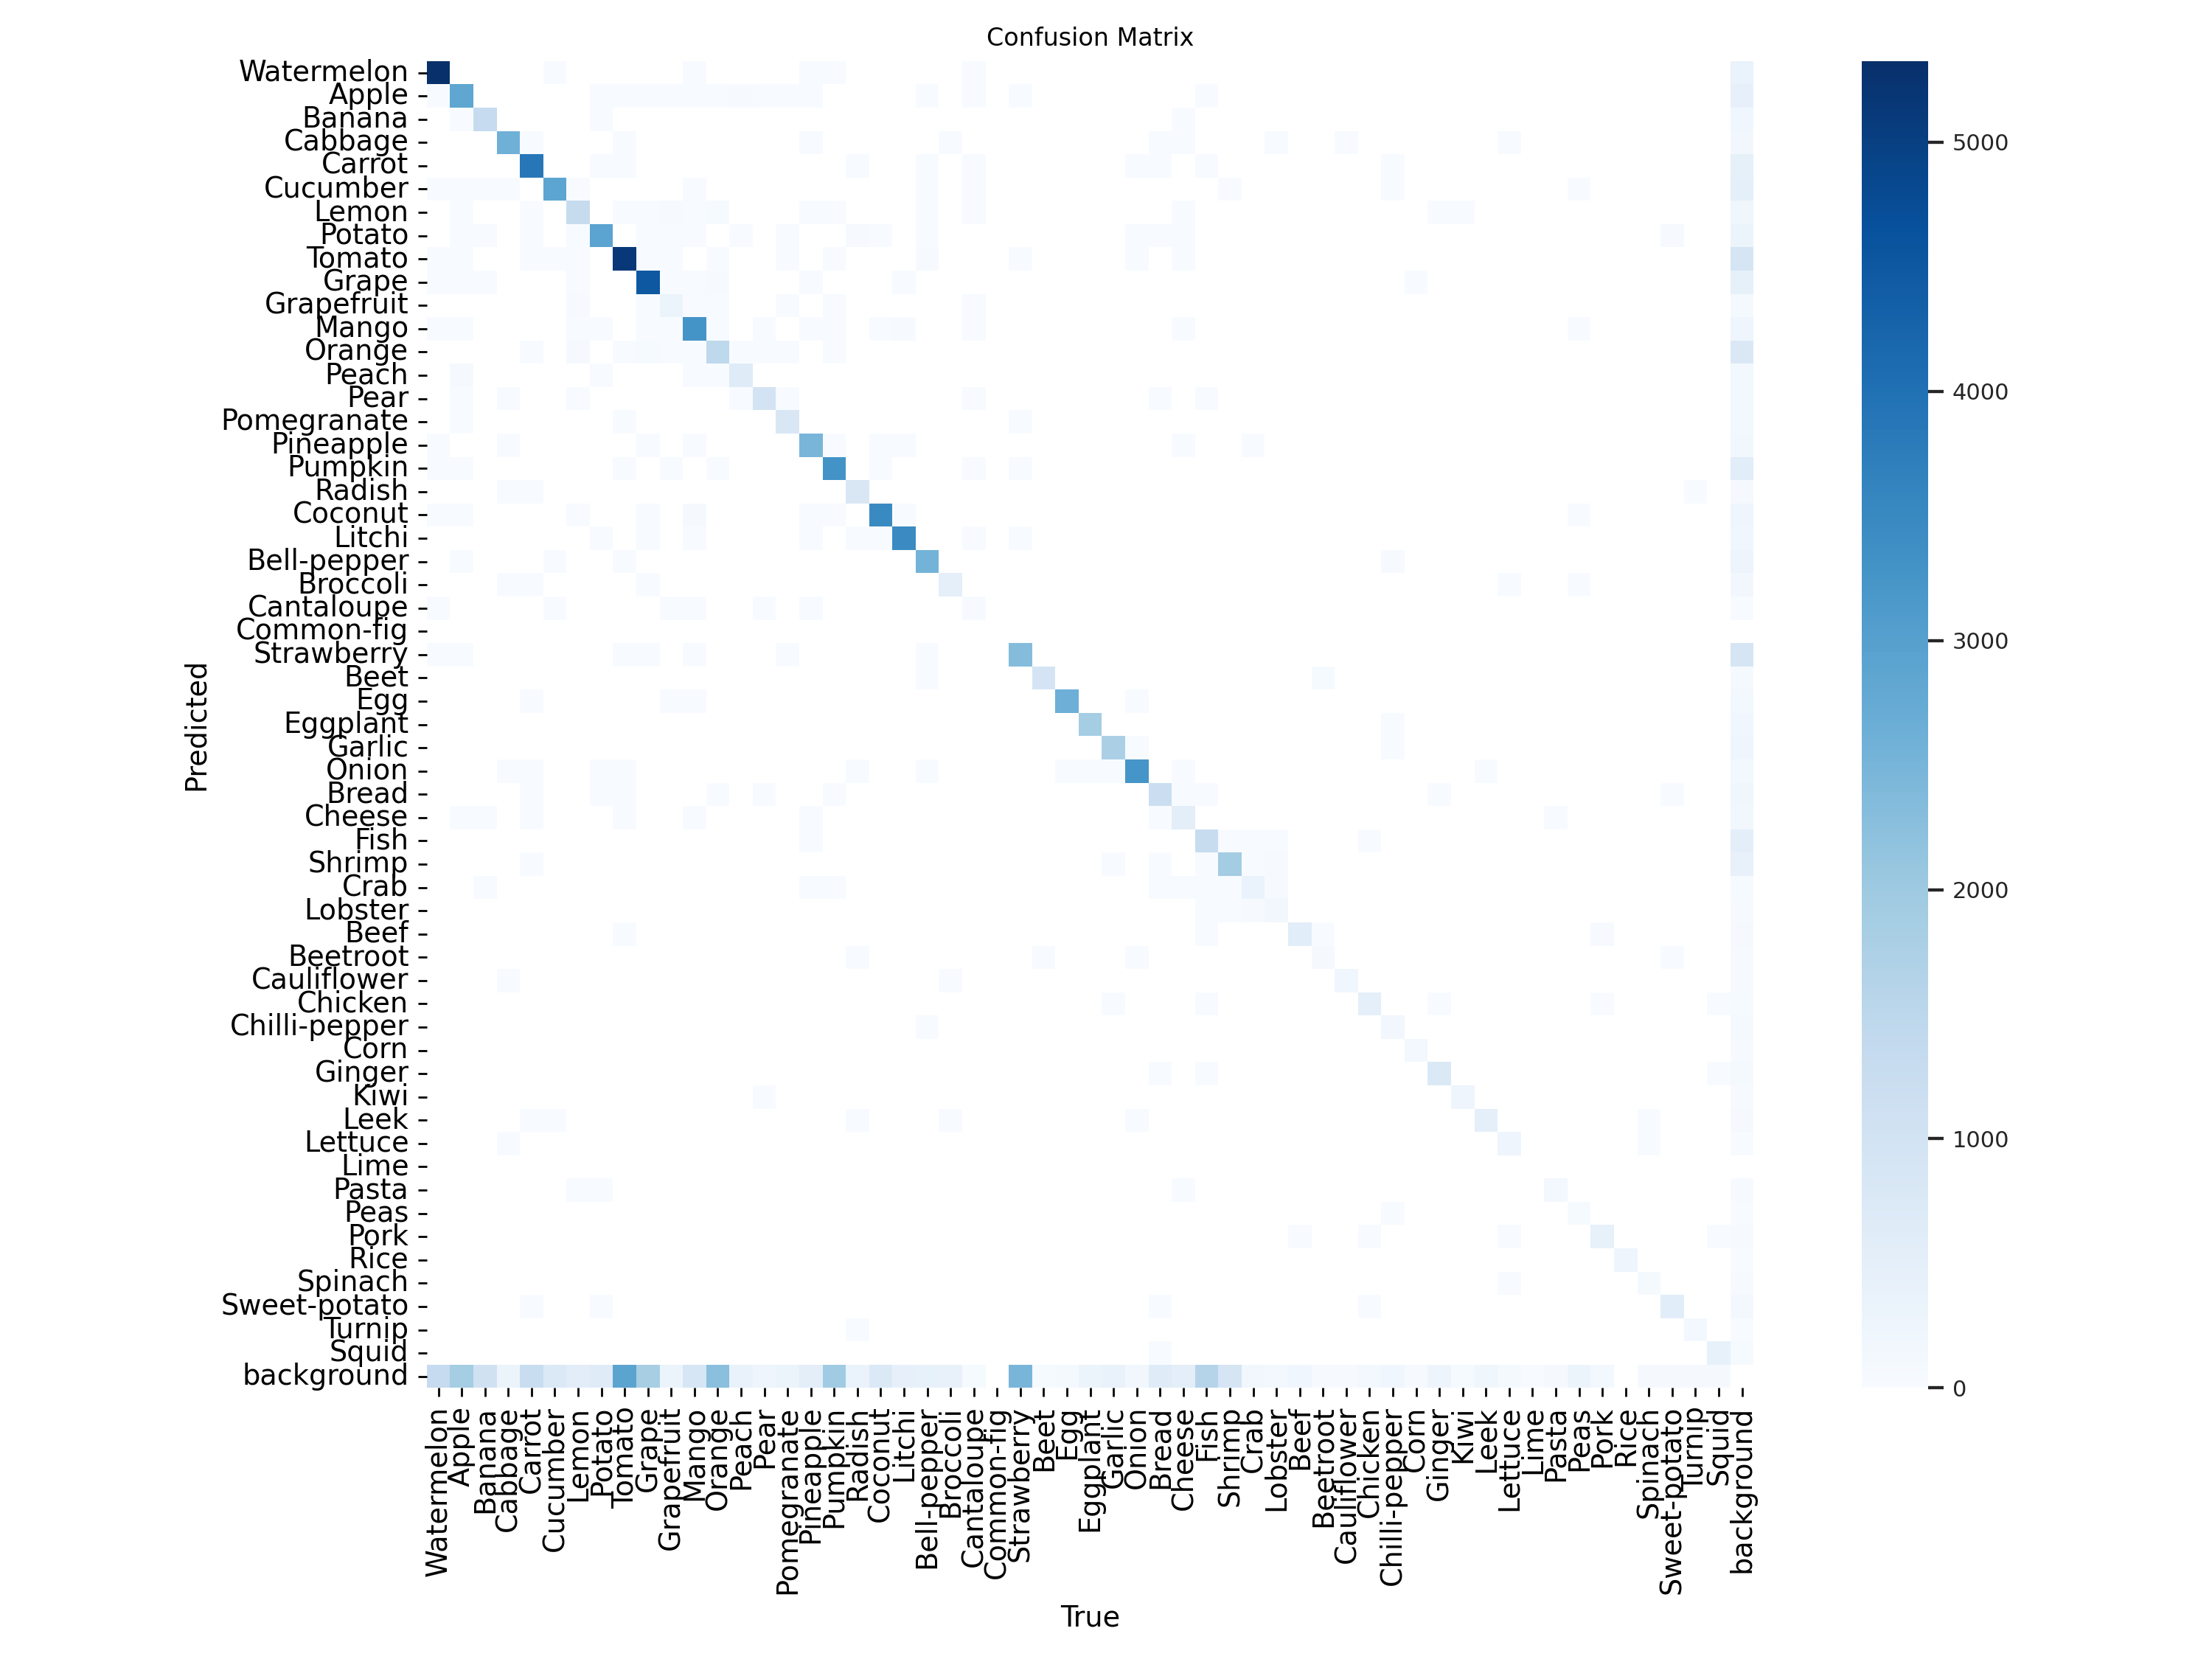 Confusion Matrix
Watermelon
Apple
Banana
Cabbage
Carrot
Cucumber
Lemon
Potato
Tomato
Grape
Grapefruit
Mango
Orange
Peach
Pear
Pomegranate
Pineapple
Pumpkin
Radish
Coconut
Litchi
Bell-pepper
Broccoli
Cantaloupe
Common-fig
Strawberry
Beet
Egg
Eggplant
Garlic
Onion
Bread
Cheese
Fish
Shrimp
Crab
Lobster
Beef
Beetroot
Cauliflower
Chicken
Chilli-pepper
Corn
Ginger
Kiwi
Leek
Lettuce
Lime
Pasta
Peas
Pork
Rice
Spinach
Sweet-potato
Turnip
Squid
background
Predicted
Watermelon
Apple
Banana
Cabbage
Carrot
Cucumber
Lemon
Potato
Tomato
Grape
Grapefruit
Mango
Orange
Peach
Pear
Pomegranate
Pineapple
Pumpkin
Radish
Coconut
Litchi
Bell-pepper
Broccoli
Cantaloupe
Common-fig
Strawberry
Beet
Egg
Eggplant
Garlic
Onion
Bread
Cheese
Fish
Shrimp
Crab
Lobster
Beef
Beetroot
Cauliflower
Chicken
Chilli-pepper
Corn
Ginger
Kiwi
Leek
Lettuce
Lime
Pasta
Peas
Pork
Rice
Spinach
Sweet-potato
Turnip
Squid
background
True
5000
4000
3000
2000
1000
0